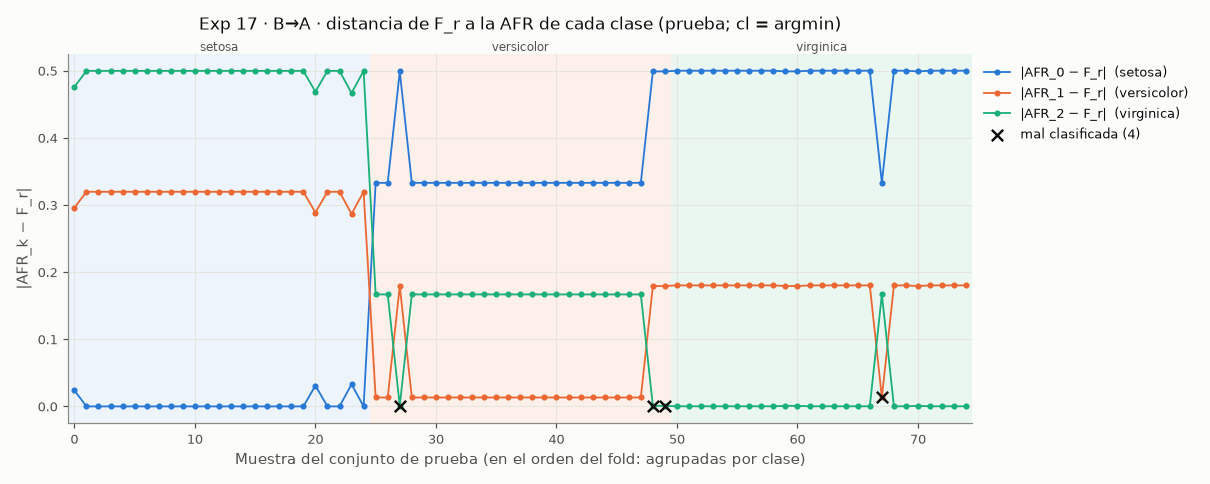 Exp 17 · B→A · distancia de F_r a la AFR de cada clase (prueba; cl = argmin)
setosa versicolor virginica
|AFR_0 − F_r| (setosa)
|AFR_1 − F_r| (versicolor)
|AFR_2 − F_r| (virginica)
mal clasificada (4)
|AFR_k − F_r|
0.5
0.4
0.3
0.2
0.1
0.0
0 10 20 30 40 50 60 70
Muestra del conjunto de prueba (en el orden del fold: agrupadas por clase)